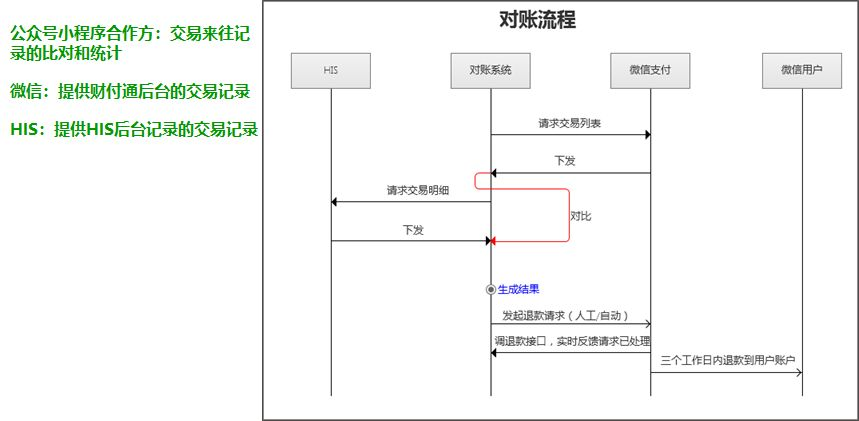 公众号小程序合作方：交易来往记
录的比对和统计
微信：提供财付通后台的交易记录
HIS：提供HIS后台记录的交易记录
对账流程
HIS
对账系统
微信支付
微信用户
请求交易列表
下发
请求交易明细
对比
下发
生成结果
发起退款请求（人工/自动）
调退款接口，实时反馈请求已处理
三个工作日内退款到用户账户